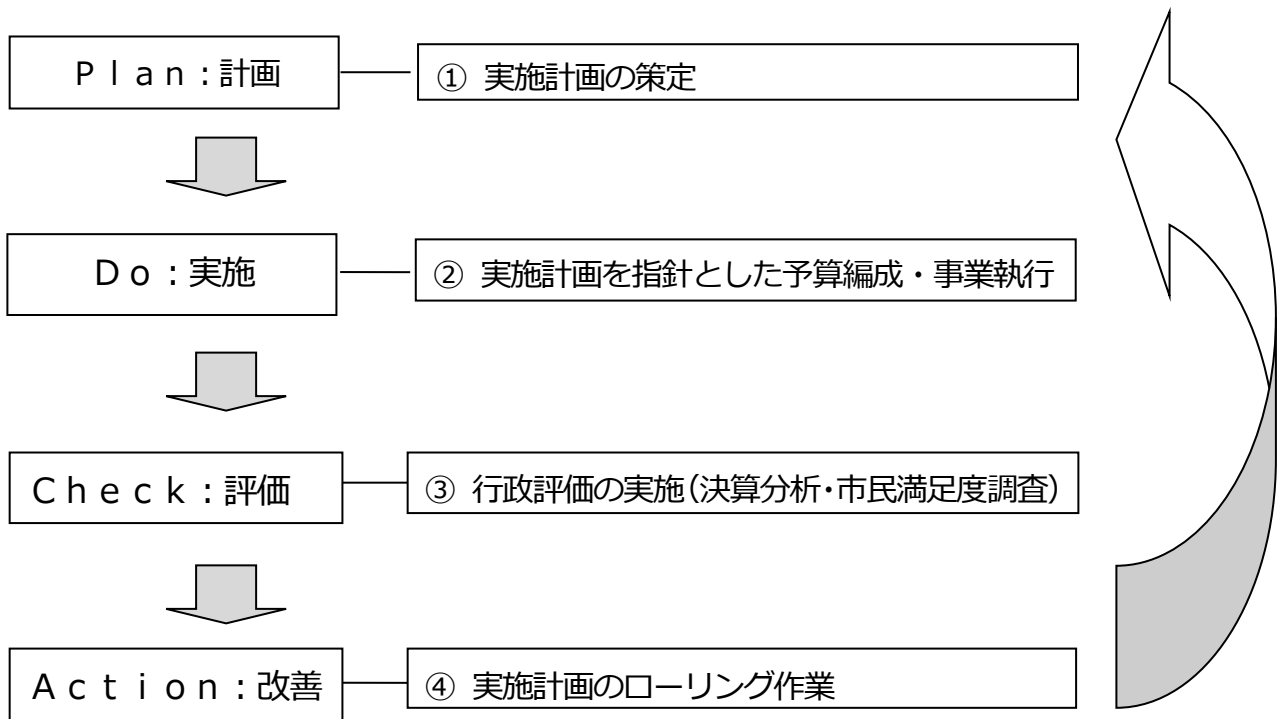 Ｐｌａｎ：計画
① 実施計画の策定
Ｄｏ：実施
② 実施計画を指針とした予算編成・事業執行
Ｃｈｅｃｋ：評価
③ 行政評価の実施（決算分析・市民満足度調査）
Ａｃｔｉｏｎ：改善
④ 実施計画のローリング作業